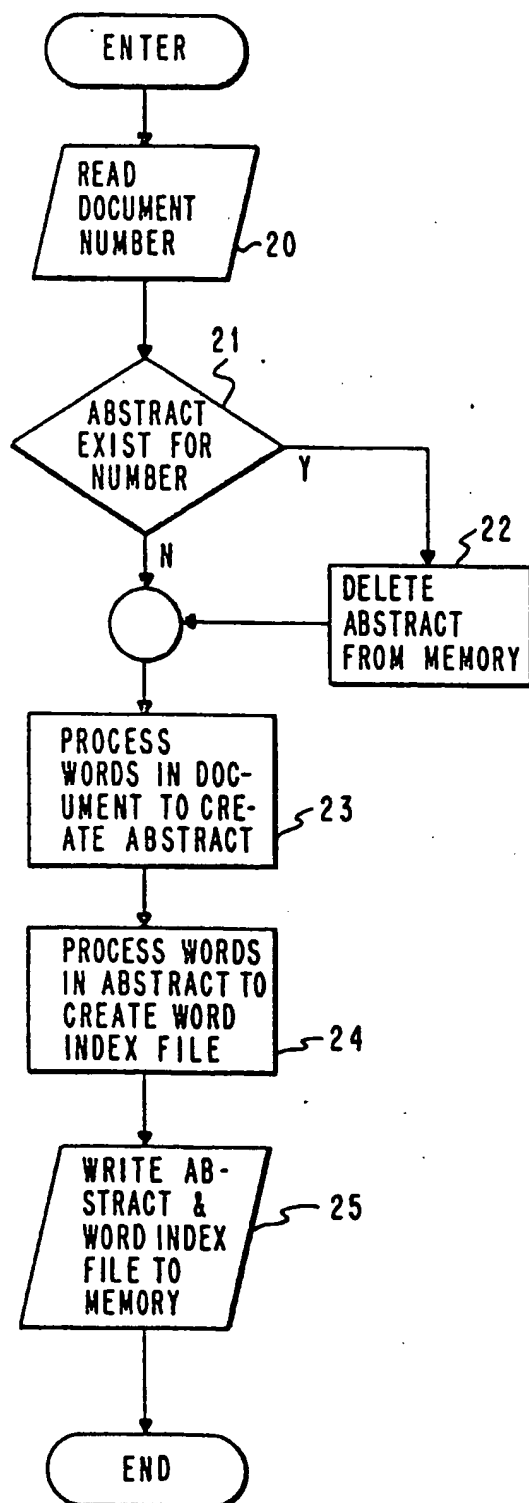 ENTER
READ
DOCUMENT
NUMBER
20
21
ABSTRACT
EXIST FOR
NUMBER
Y
N
22
DELETE
ABSTRACT
FROM MEMORY
PROCESS
WORDS IN DOC-
UMENT TO CRE-
ATE ABSTRACT
23
PROCESS WORDS
IN ABSTRACT TO
CREATE WORD
INDEX FILE
24
WRITE AB-
STRACT &
WORD INDEX
FILE TO
MEMORY
25
END